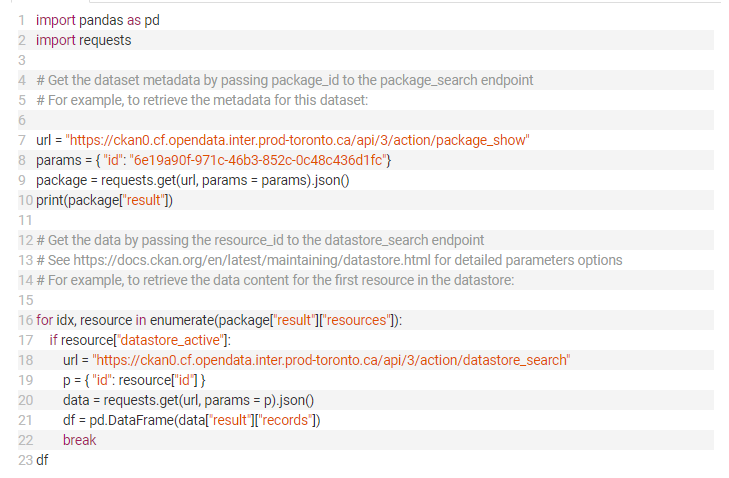 1 import pandas as pd
2 import requests
3
4 # Get the dataset metadata by passing package_id to the package_search endpoint
5 # For example, to retrieve the metadata for this dataset:
6
7 url = "https://ckan0.cf.opendata.inter.prod-toronto.ca/api/3/action/package_show"
8 params = { "id": "6e19a90f-971c-46b3-852c-0c48c436d1fc"}
9 package = requests.get(url, params = params).json()
10 print(package["result"])
11
12 # Get the data by passing the resource_id to the datastore_search endpoint
13 # See https://docs.ckan.org/en/latest/maintaining/datastore.html for detailed parameters options
14 # For example, to retrieve the data content for the first resource in the datastore:
15
16 for idx, resource in enumerate(package["result"]["resources"]):
17     if resource["datastore_active"]:
18         url = "https://ckan0.cf.opendata.inter.prod-toronto.ca/api/3/action/datastore_search"
19         p = { "id": resource["id"] }
20         data = requests.get(url, params = p).json()
21         df = pd.DataFrame(data["result"]["records"])
22         break
23 df